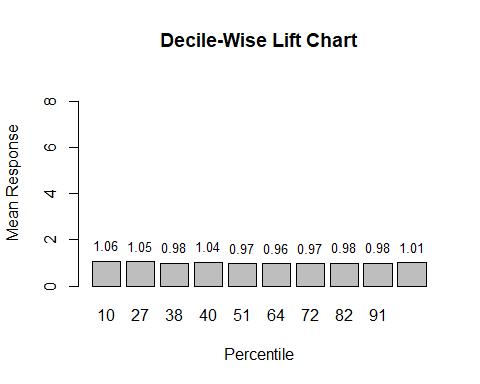 Decile-Wise Lift Chart
Mean Response
8
6
4
2
0
1.06 1.05 0.98 1.04 0.97 0.96 0.97 0.98 0.98 1.01
10 27 38 40 51 64 72 82 91
Percentile